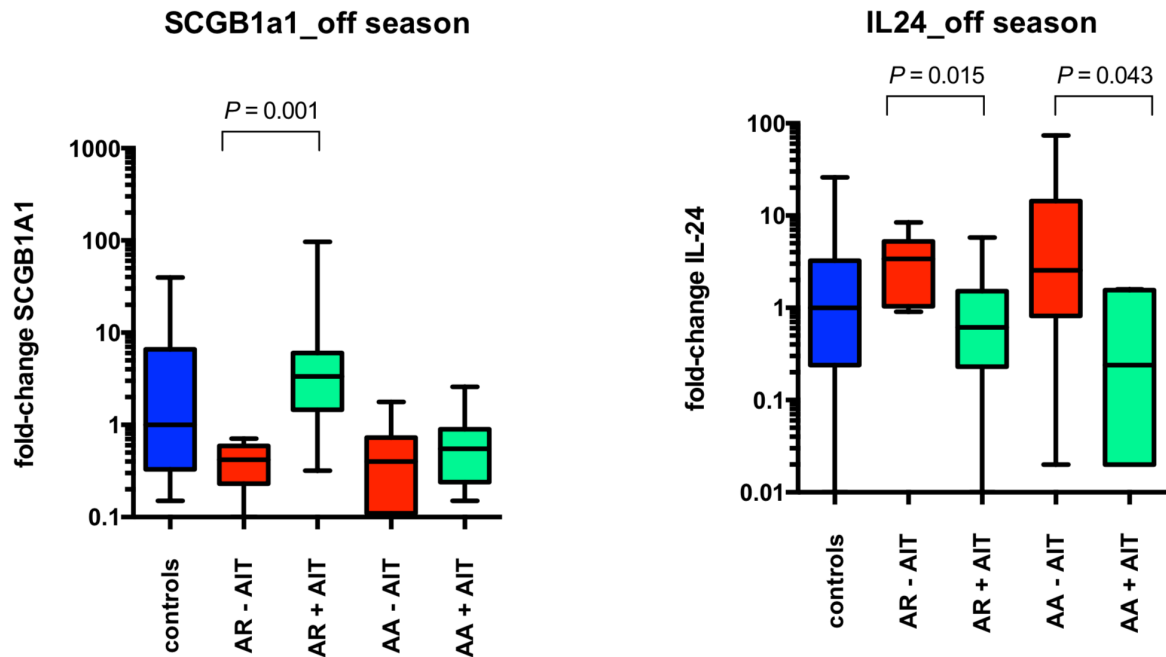 SCGB1a1_off season
P = 0.001
fold-change SCGB1A1
1000
100
10
1
0.1
controls
AR - AIT
AR + AIT
AA - AIT
AA + AIT
IL24_off season
P = 0.015
P = 0.043
fold-change IL-24
100
10
1
0.1
0.01
controls
AR - AIT
AR + AIT
AA - AIT
AA + AIT